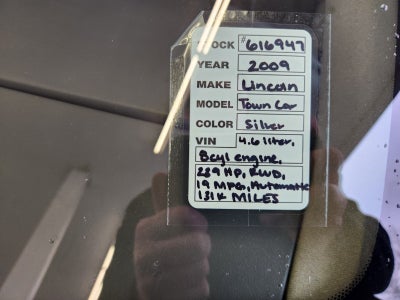 STOCK #616947
YEAR 2009
MAKE Lincoln
MODEL Town Car
COLOR Silver
VIN 4.6 liter,
8cyl engine,
239 HP, RWD,
19 MPG, Automatic
131K MILES